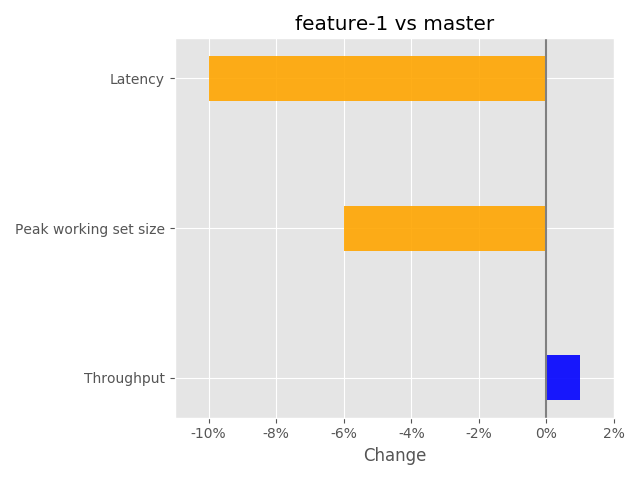 feature-1 vs master
Latency
Peak working set size
Throughput
-10% -8% -6% -4% -2% 0% 2%
Change